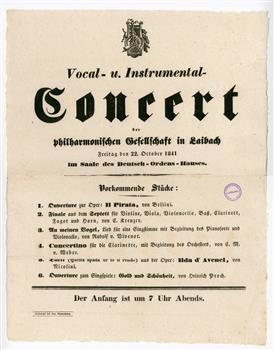 Vocal- u. Instrumental-
Concert
der
philharmonischen Gesellschaft in Laibach
Freitag den 22. October 1841
im Saale des Deutsch-Ordens-Hauses.
Vorkommende Stücke:
1. Ouverture zur Oper: Il Pirata, von Bellini.
2. Finale aus dem Septett für Violine, Viola, Violoncello, Baß, Clarinett,
Fagot und Horn, von C. Kreuzer.
3. An meinen Vogel, Lied für eine Singstimme mit Begleitung des Pianoforte und
Violoncello, von Rudolf v. Vivenot.
4. Concertino für die Clarinette, mit Begleitung des Orchesters, von C. M.
v. Weber.
5. aus der Oper: Ilda d' Avenel, von
Nicolini.
6. Ouverture zum Singspiele: Gold und Schönheit, von Heinrich Proch.
Der Anfang ist um 7 Uhr Abends.